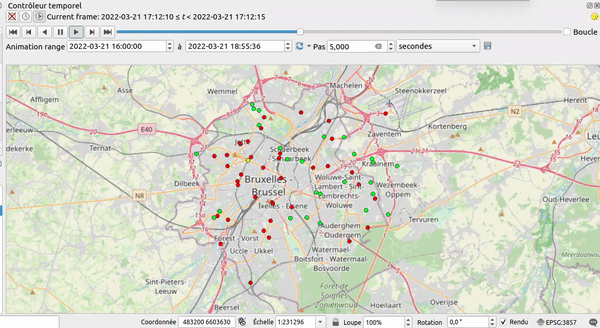 Contrôleur temporel
Current frame: 2022-03-21 17:12:10 ≤ t < 2022-03-21 17:12:15
Boucle
Animation range 2022-03-21 16:00:00 à 2022-03-21 18:55:36 Pas 5,000 secondes
Machelen
Asse
Wemmel
Steenokkerzeel
Affligem
Herent
N2
Kortenberg
E40
Zaventem
Ternat
Schaerbeek
Kraainem
Dilbeek
Bruxelles -
Brussel
Woluwe-Saint-
Lambert - Sint-
Lambrechts-
Woluwe
Wezembeek-
Oppem
N8
Ixelles - Elsene
Oud-Heverlee
Tervuren
Auderghem
Oudergem
Forest - Vorst
Uccle - Ukkel
Watermael-
Boitsfort - Watermaal-
Bosvoorde
Sint-Pieters-
Leeuw
Forêt de
Soignes
Zoniënwoud
Overijse
Beersel
Hoeilaart
Coordonnée 483200 6603630 Échelle 1:231296 Loupe 100% Rotation 0,0 ° Rendu EPSG:3857